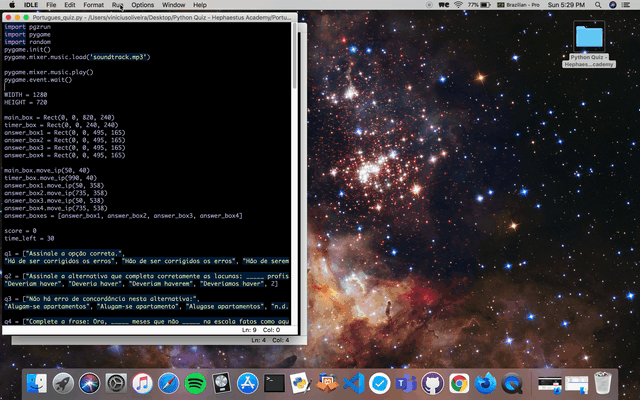 IDLE File Edit Format Run Options Window Help 77% Brazilian - Pro Sun 5:29 PM
Portugues_quiz.py - /Users/viniciusoliveira/Desktop/Python Quiz - Hephaestus Academy/Portu...
import pgzrun
import pygame
import random
pygame.init()
pygame.mixer.music.load('soundtrack.mp3')
pygame.mixer.music.play()
pygame.event.wait()
WIDTH = 1280
HEIGHT = 720
main_box = Rect(0, 0, 820, 240)
timer_box = Rect(0, 0, 240, 240)
answer_box1 = Rect(0, 0, 495, 165)
answer_box2 = Rect(0, 0, 495, 165)
answer_box3 = Rect(0, 0, 495, 165)
answer_box4 = Rect(0, 0, 495, 165)
main_box.move_ip(50, 40)
timer_box.move_ip(990, 40)
answer_box1.move_ip(50, 358)
answer_box2.move_ip(735, 358)
answer_box3.move_ip(50, 538)
answer_box4.move_ip(735, 538)
answer_boxes = [answer_box1, answer_box2, answer_box3, answer_box4]
score = 0
time_left = 30
q1 = ["Assinale a opção correta.",
"Há de ser corrigidos os erros", "Hão de ser corrigidos os erros", "Hão de serem
q2 = ["Assinale a alternativa que completa corretamente as lacunas: _____ profis
"Deveriam haver", "Deveria haver", "Deveriam haverem", "Deveríamos haver", 2]
q3 = ["Não há erro de concordância nesta alternativa:",
"Alugam-se apartamentos", "Alugam-se apartamento", "Alugase apartamentos", "n.d.
q4 = ["Complete a frase: Ora, _____ meses que não _____ na escola fatos como aqu
Ln: 9 Col: 0
Ln: 4 Col: 4
Python Quiz -
Heph...cademy